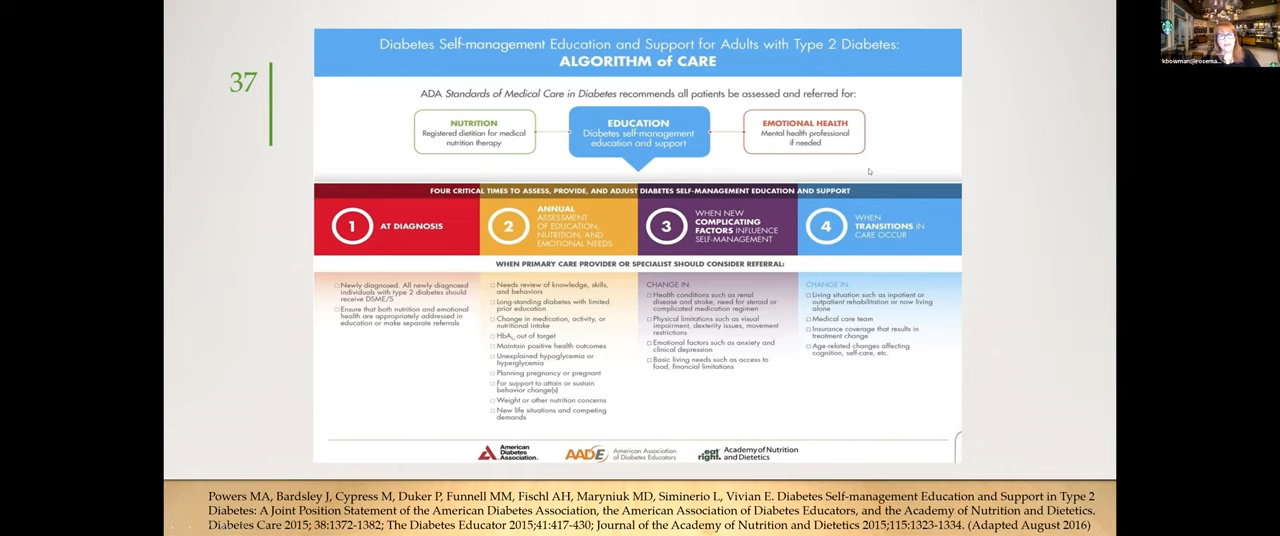 37
Diabetes Self-management Education and Support for Adults with Type 2 Diabetes:
ALGORITHM of CARE
ADA Standards of Medical Care in Diabetes recommends all patients be assessed and referred for:
NUTRITION
Registered dietitian for medical
nutrition therapy
EDUCATION
Diabetes self-management
education and support
EMOTIONAL HEALTH
Mental health professional
if needed
FOUR CRITICAL TIMES TO ASSESS, PROVIDE, AND ADJUST DIABETES SELF-MANAGEMENT EDUCATION AND SUPPORT
1 AT DIAGNOSIS
2 ANNUAL
ASSESSMENT
OF EDUCATION,
NUTRITION, AND
EMOTIONAL NEEDS
3 WHEN NEW
COMPLICATING
FACTORS INFLUENCE
SELF-MANAGEMENT
4 WHEN
TRANSITIONS IN
CARE OCCUR
WHEN PRIMARY CARE PROVIDER OR SPECIALIST SHOULD CONSIDER REFERRAL:
Newly diagnosed. All newly diagnosed
individuals with type 2 diabetes should
receive DSME/S
Ensure that both nutrition and emotional
health are appropriately addressed in
education or make separate referrals
Needs review of knowledge, skills,
and behaviors
Long-standing diabetes with limited
prior education
Change in medication, activity, or
nutritional intake
HbA1c out of target
Maintain positive health outcomes
Unexplained hypoglycemia or
hyperglycemia
Planning pregnancy or pregnant
For support to attain or sustain
behavior change(s)
Weight or other nutrition concerns
New life situations and competing
demands
CHANGE IN:
Health conditions such as renal
disease and stroke, need for steroid or
complicated medication regimen
Physical limitations such as visual
impairment, dexterity issues, movement
restrictions
Emotional factors such as anxiety and
clinical depression
Basic living needs such as access to
food, financial limitations
CHANGE IN:
Living situation such as inpatient or
outpatient rehabilitation or now living
alone
Medical care team
Insurance coverage that results in
treatment change
Age-related changes affecting
cognition, self-care, etc.
American
Diabetes
Association.
AADE American Association
of Diabetes Educators
eat
right. Academy of Nutrition
and Dietetics
Powers MA, Bardsley J, Cypress M, Duker P, Funnell MM, Fischl AH, Maryniuk MD, Siminerio L, Vivian E. Diabetes Self-management Education and Support in Type 2
Diabetes: A Joint Position Statement of the American Diabetes Association, the American Association of Diabetes Educators, and the Academy of Nutrition and Dietetics.
Diabetes Care 2015; 38:1372-1382; The Diabetes Educator 2015;41:417-430; Journal of the Academy of Nutrition and Dietetics 2015;115:1323-1334. (Adapted August 2016)
kbowman@rosema...